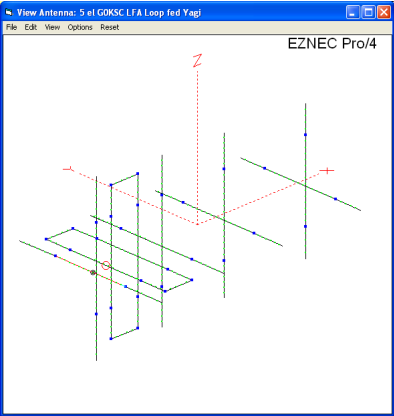 View Antenna: 5 el G0KSC LFA Loop fed Yagi
File Edit View Options Reset
EZNEC Pro/4
Z
Y